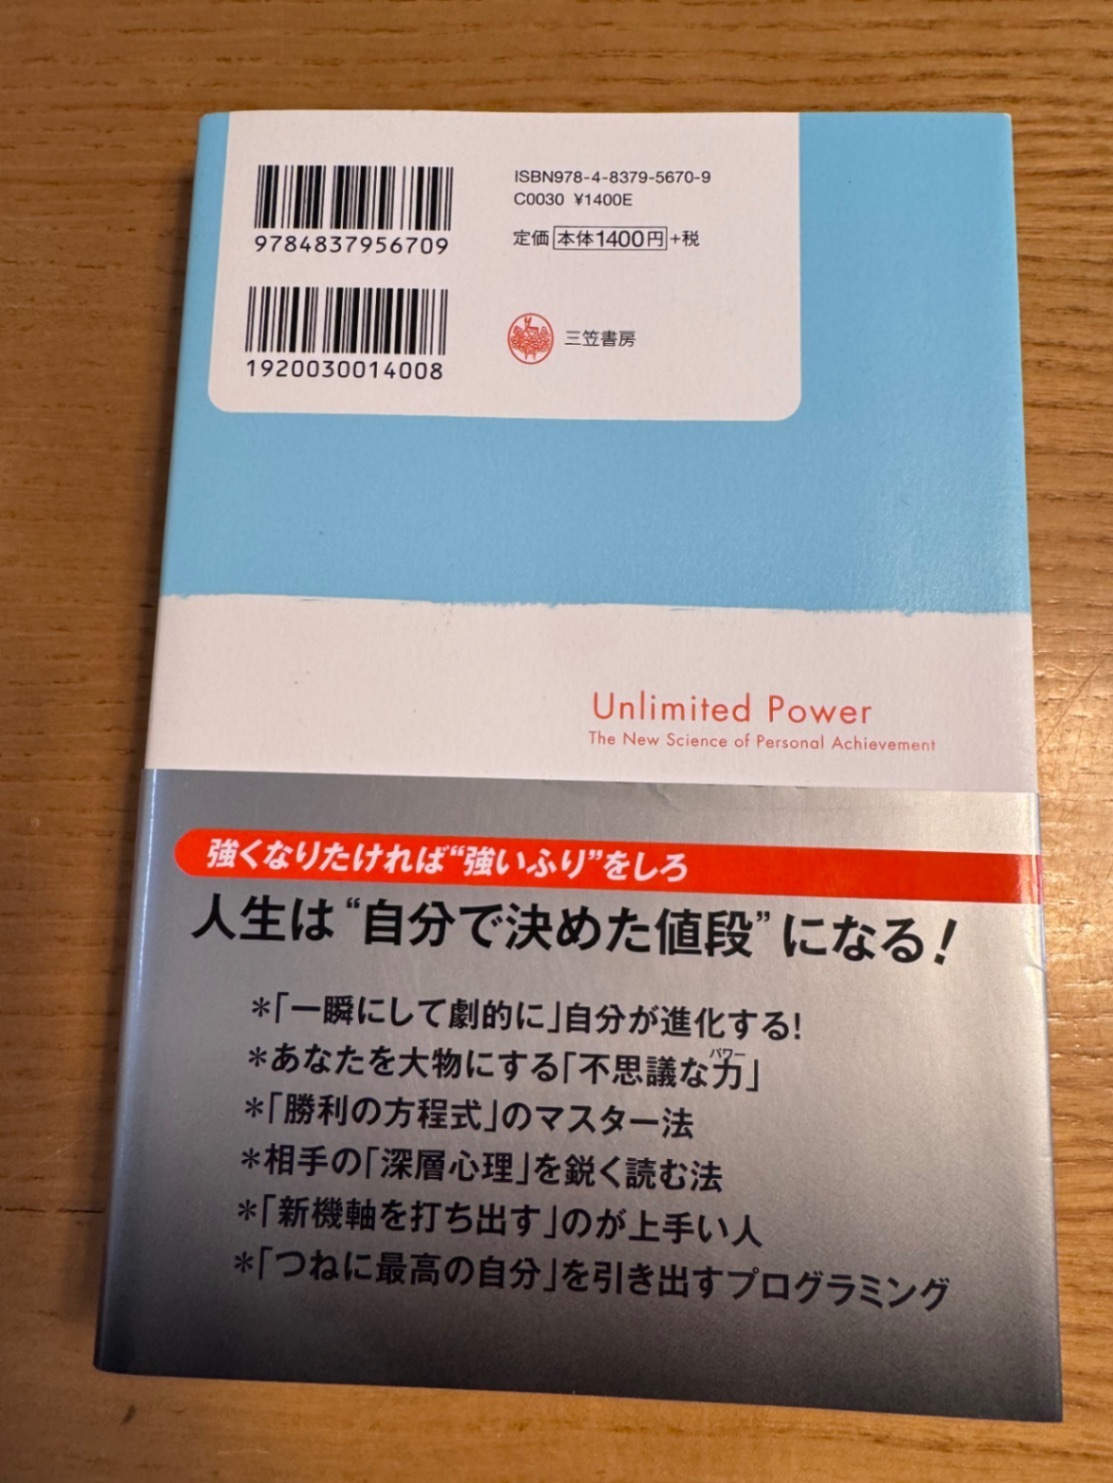 ISBN978-4-8379-5670-9
C0030 ¥1400E
定価 本体1400円+税
9784837956709
1920030014008
三笠書房
Unlimited Power
The New Science of Personal Achievement
強くなりたければ“強いふり”をしろ
人生は“自分で決めた値段”になる!
*「一瞬にして劇的に」自分が進化する!
パワー
*あなたを大物にする「不思議な力」
*「勝利の方程式」のマスター法
*相手の「深層心理」を鋭く読む法
*「新機軸を打ち出す」のが上手い人
*「つねに最高の自分」を引き出すプログラミング